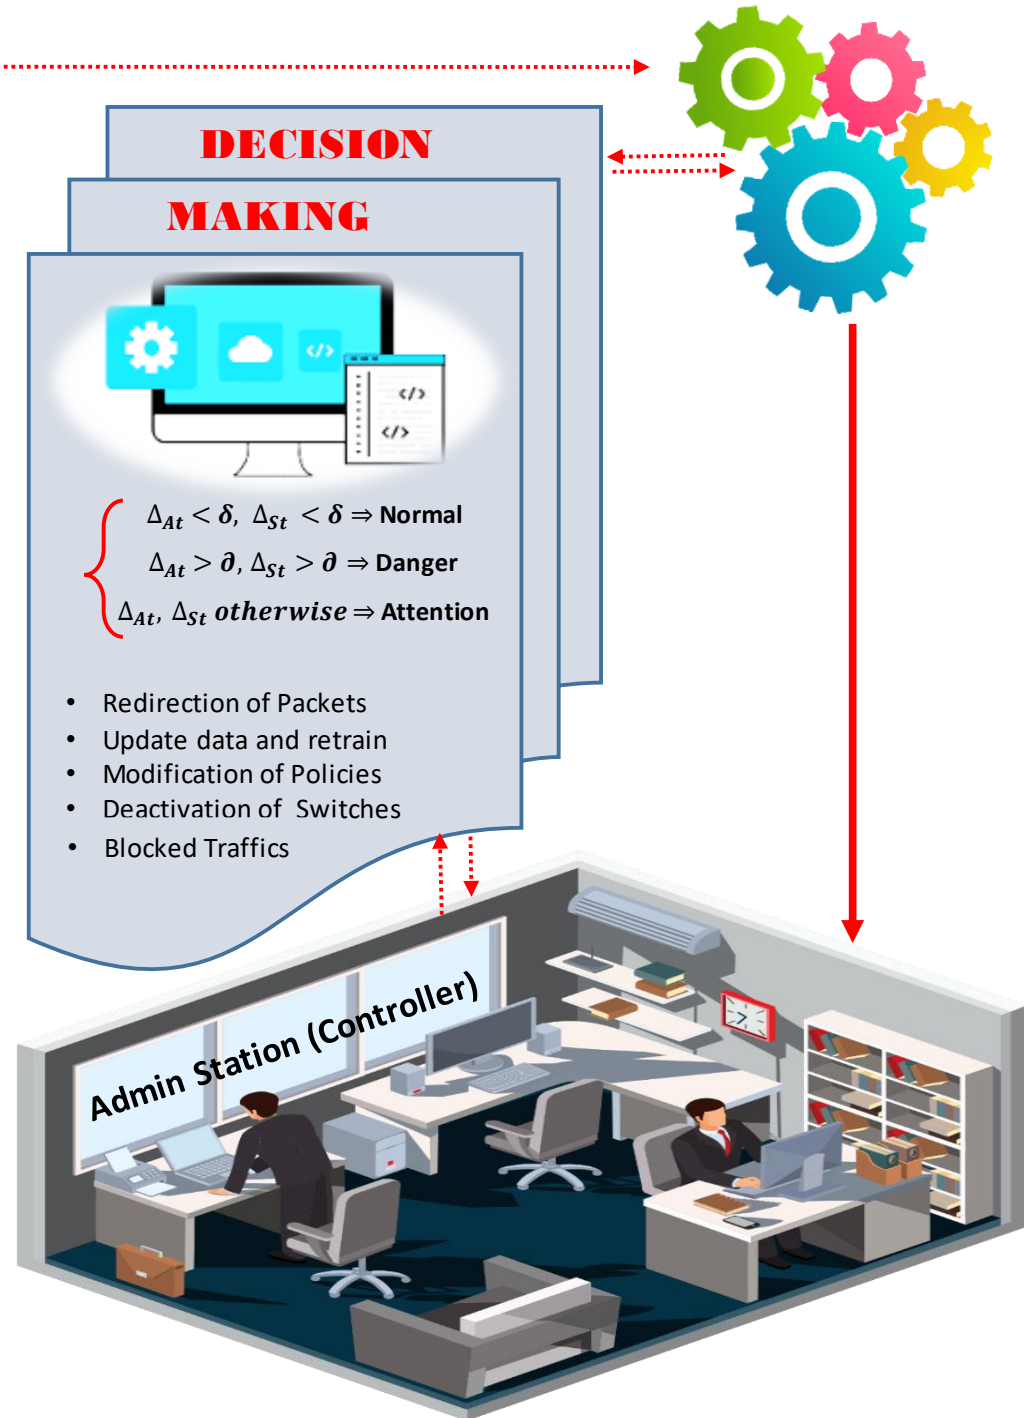 DECISION
MAKING
</>
</>
</>
Δ_At < δ, Δ_St < δ ⇒ Normal
Δ_At > ∂, Δ_St > ∂ ⇒ Danger
Δ_At, Δ_St otherwise ⇒ Attention
• Redirection of Packets
• Update data and retrain
• Modification of Policies
• Deactivation of Switches
• Blocked Traffics
Admin Station (Controller)